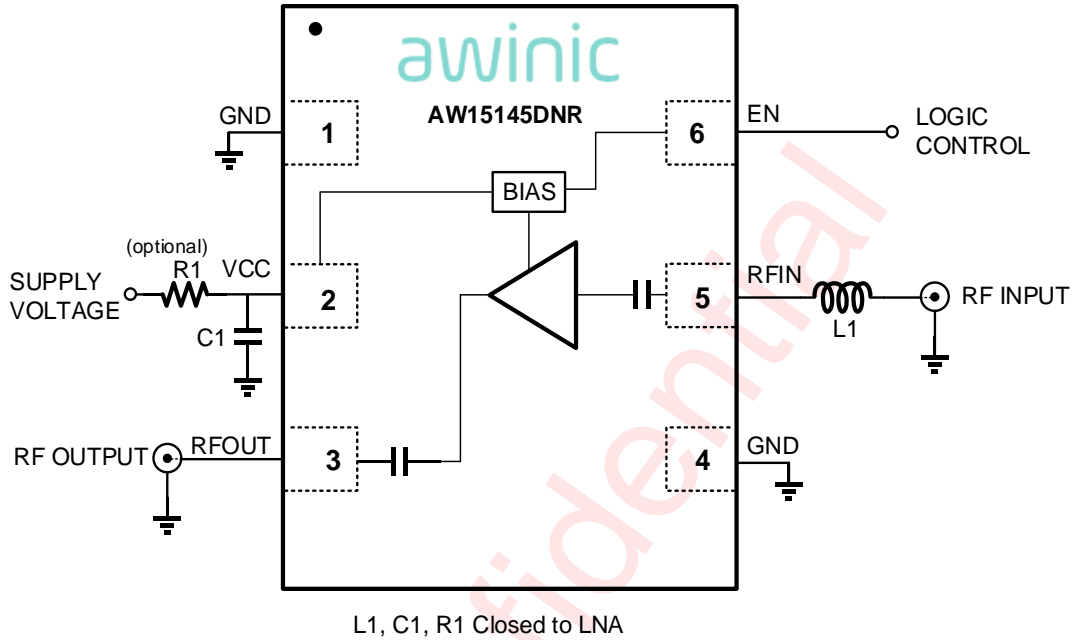 awinic
AW15145DNR
GND
1
6
EN
LOGIC
CONTROL
BIAS
(optional)
R1
VCC
SUPPLY
VOLTAGE
2
C1
5
RFIN
L1
RF INPUT
RF OUTPUT
RFOUT
3
4
GND
L1, C1, R1 Closed to LNA